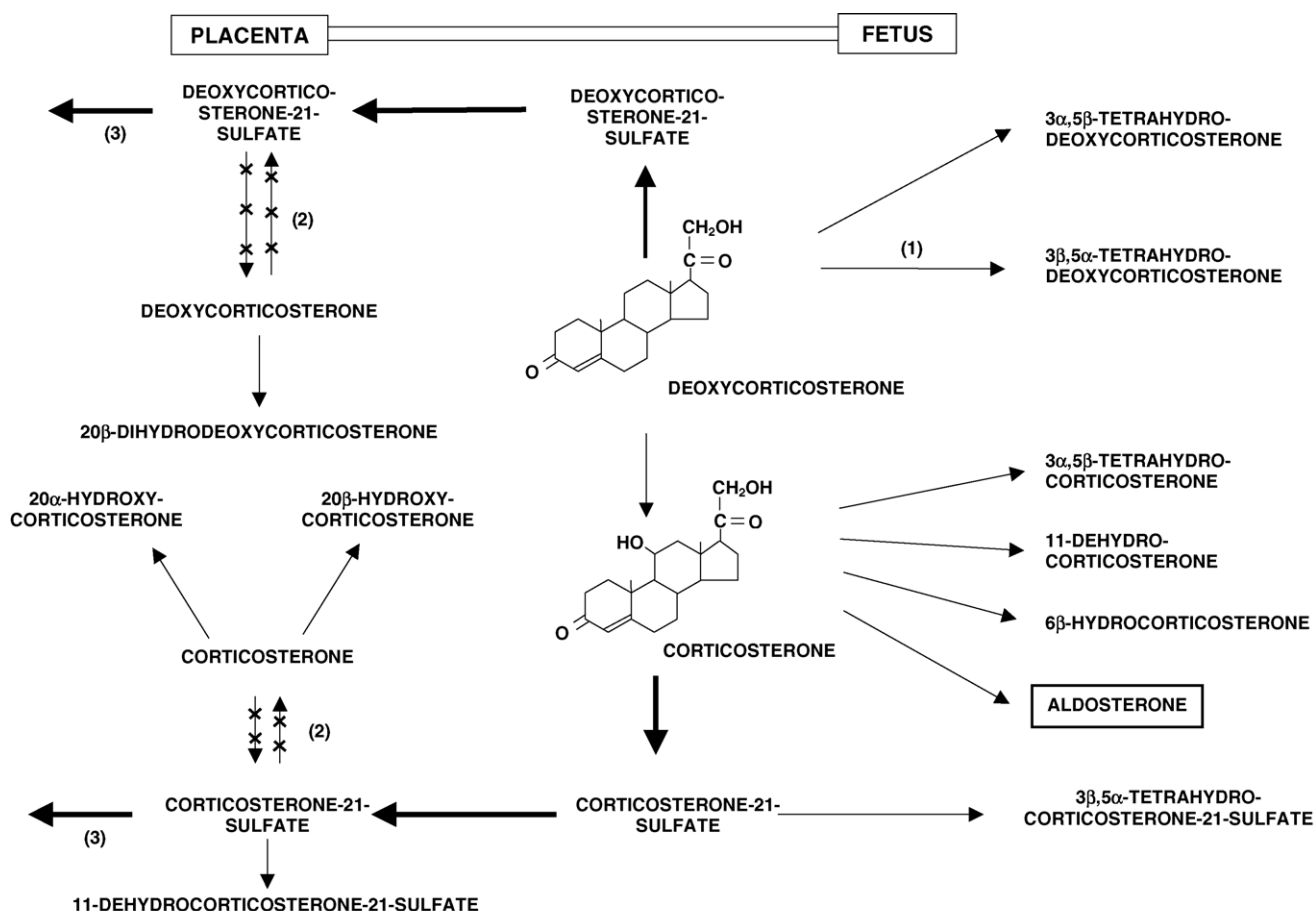 PLACENTA
FETUS
DEOXYCORTICO-
STERONE-21-
SULFATE
(3)
DEOXYCORTICO-
STERONE-21-
SULFATE
3α,5β-TETRAHYDRO-
DEOXYCORTICOSTERONE
(2)
CH₂OH
C=O
O
(1)
3β,5α-TETRAHYDRO-
DEOXYCORTICOSTERONE
DEOXYCORTICOSTERONE
DEOXYCORTICOSTERONE
20β-DIHYDRODEOXYCORTICOSTERONE
20α-HYDROXY-
CORTICOSTERONE
20β-HYDROXY-
CORTICOSTERONE
CH₂OH
C=O
HO
O
3α,5β-TETRAHYDRO-
CORTICOSTERONE
11-DEHYDRO-
CORTICOSTERONE
6β-HYDROCORTICOSTERONE
CORTICOSTERONE
CORTICOSTERONE
ALDOSTERONE
(2)
CORTICOSTERONE-21-
SULFATE
(3)
CORTICOSTERONE-21-
SULFATE
3β,5α-TETRAHYDRO-
CORTICOSTERONE-21-SULFATE
11-DEHYDROCORTICOSTERONE-21-SULFATE